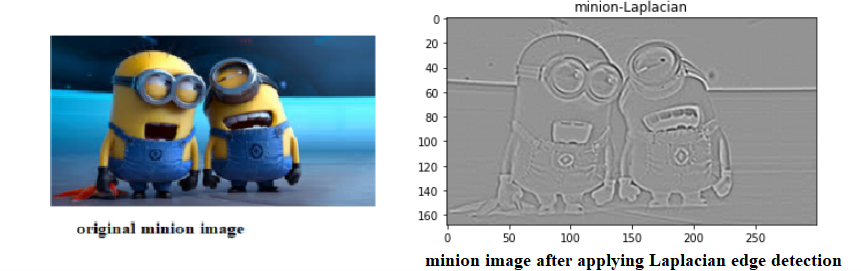 minion-Laplacian
0
20
40
60
80
100
120
140
160
0 50 100 150 200 250
original minion image
minion image after applying Laplacian edge detection